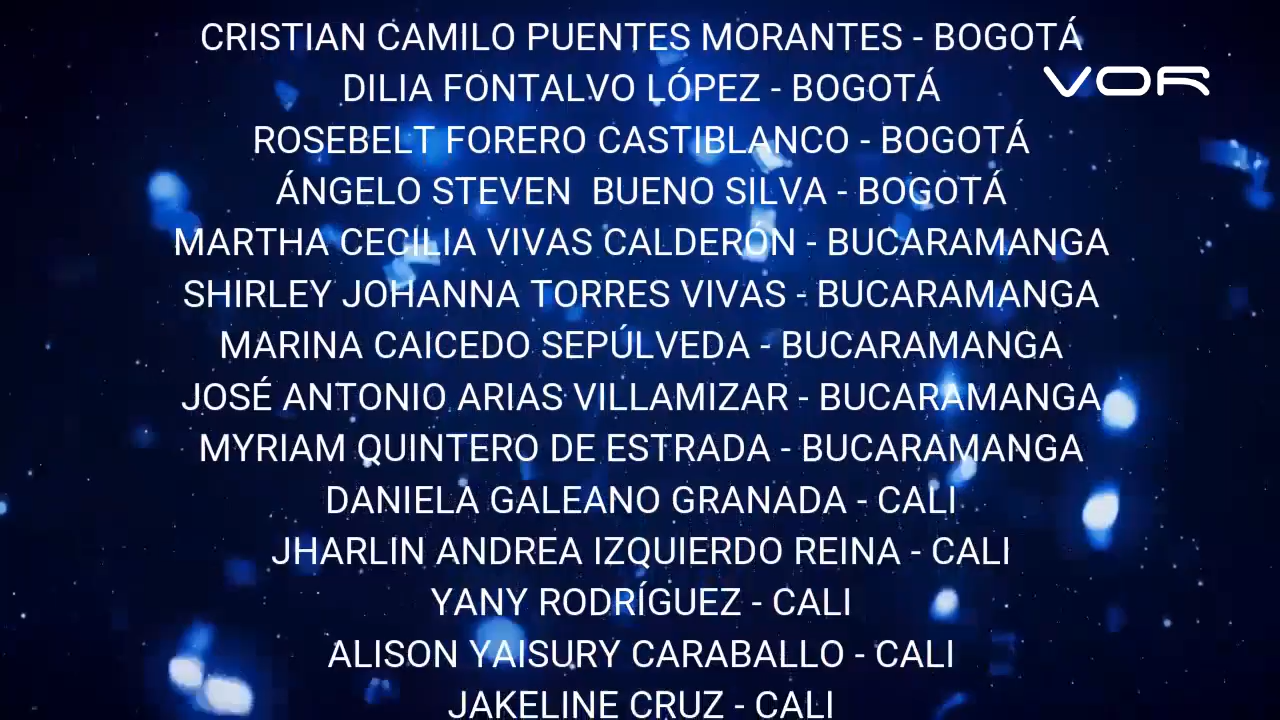 CRISTIAN CAMILO PUENTES MORANTES - BOGOTÁ
DILIA FONTALVO LÓPEZ - BOGOTÁ
VOR
ROSEBELT FORERO CASTIBLANCO - BOGOTÁ
ÁNGELO STEVEN  BUENO SILVA - BOGOTÁ
MARTHA CECILIA VIVAS CALDERÓN - BUCARAMANGA
SHIRLEY JOHANNA TORRES VIVAS - BUCARAMANGA
MARINA CAICEDO SEPÚLVEDA - BUCARAMANGA
JOSÉ ANTONIO ARIAS VILLAMIZAR - BUCARAMANGA
MYRIAM QUINTERO DE ESTRADA - BUCARAMANGA
DANIELA GALEANO GRANADA - CALI
JHARLIN ANDREA IZQUIERDO REINA - CALI
YANY RODRÍGUEZ - CALI
ALISON YAISURY CARABALLO - CALI
JAKELINE CRUZ - CALI